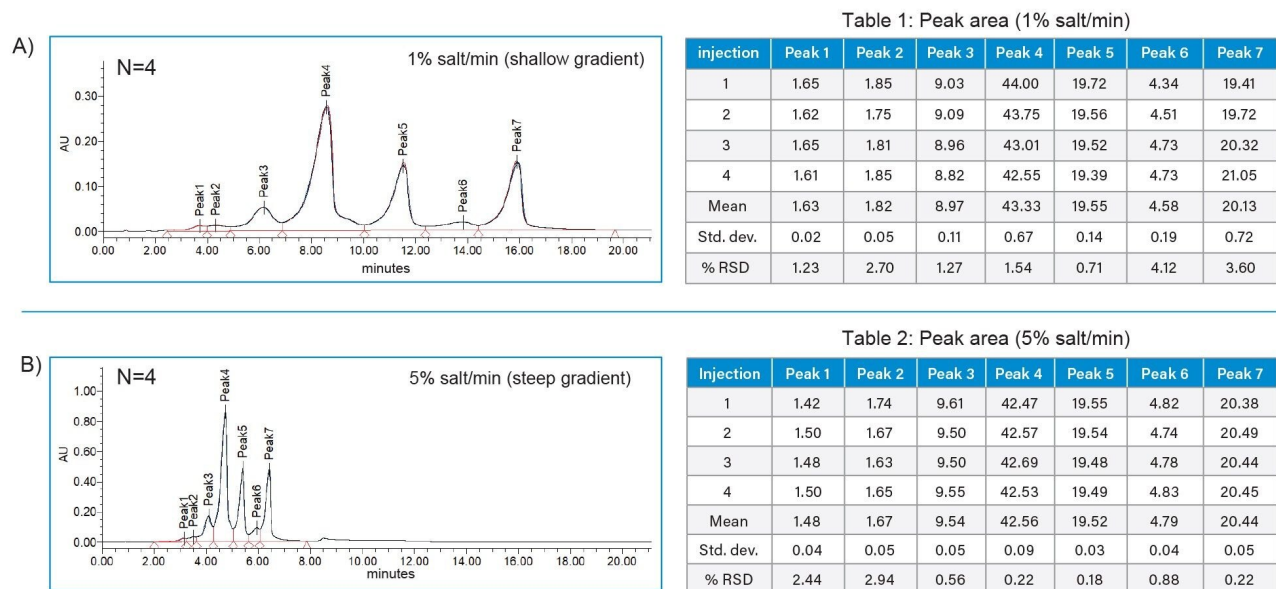 A)
N=4
1% salt/min (shallow gradient)
AU
0.30
0.20
0.10
0.00
Peak1
Peak2
Peak3
Peak4
Peak5
Peak6
Peak7
0.00 2.00 4.00 6.00 8.00 10.00 12.00 14.00 16.00 18.00 20.00
minutes
Table 1: Peak area (1% salt/min)
injection Peak 1 Peak 2 Peak 3 Peak 4 Peak 5 Peak 6 Peak 7
1 1.65 1.85 9.03 44.00 19.72 4.34 19.41
2 1.62 1.75 9.09 43.75 19.56 4.51 19.72
3 1.65 1.81 8.96 43.01 19.52 4.73 20.32
4 1.61 1.85 8.82 42.55 19.39 4.73 21.05
Mean 1.63 1.82 8.97 43.33 19.55 4.58 20.13
Std. dev. 0.02 0.05 0.11 0.67 0.14 0.19 0.72
% RSD 1.23 2.70 1.27 1.54 0.71 4.12 3.60
B)
N=4
5% salt/min (steep gradient)
AU
1.00
0.80
0.60
0.40
0.20
0.00
Peak1
Peak2
Peak3
Peak4
Peak5
Peak6
Peak7
0.00 2.00 4.00 6.00 8.00 10.00 12.00 14.00 16.00 18.00 20.00
minutes
Table 2: Peak area (5% salt/min)
Injection Peak 1 Peak 2 Peak 3 Peak 4 Peak 5 Peak 6 Peak 7
1 1.42 1.74 9.61 42.47 19.55 4.82 20.38
2 1.50 1.67 9.50 42.57 19.54 4.74 20.49
3 1.48 1.63 9.50 42.69 19.48 4.78 20.44
4 1.50 1.65 9.55 42.53 19.49 4.83 20.45
Mean 1.48 1.67 9.54 42.56 19.52 4.79 20.44
Std. dev. 0.04 0.05 0.05 0.09 0.03 0.04 0.05
% RSD 2.44 2.94 0.56 0.22 0.18 0.88 0.22